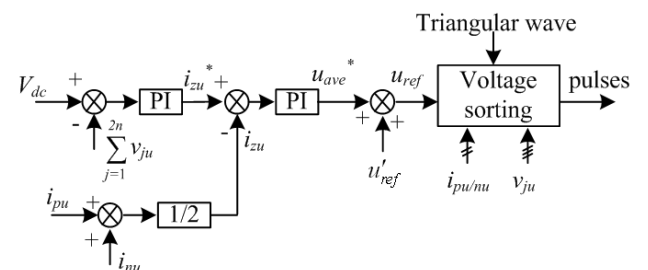 Triangular wave
V_dc + - PI i_zu* + - PI u_ave* + + u_ref Voltage sorting pulses
2n
∑ v_ju
j=1
i_zu
u'_ref
i_pu/nu
v_ju
i_pu + + 1/2
i_nu